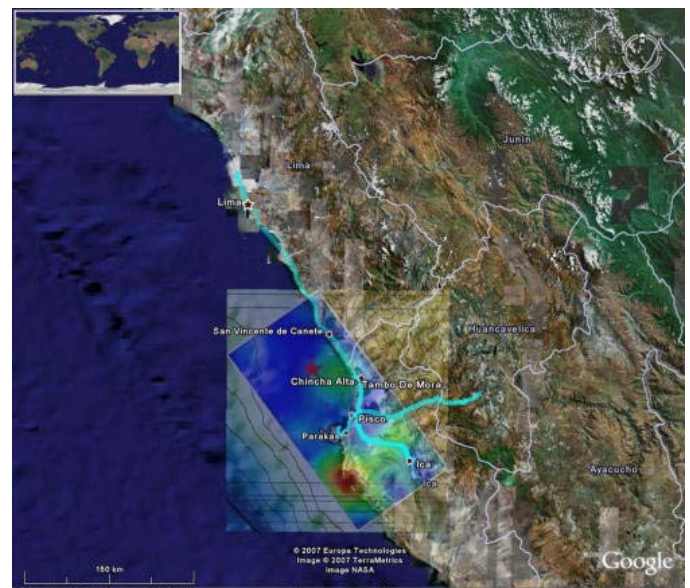 Junin
Lima
Lima
San Vincente de Canete
Huancavelica
Chincha Alta
Tambo De Mora
Pisco
Parakas
Ica
Ica
Ayacucho
© 2007 Europa Technologies
Image © 2007 TerraMetrics
Image NASA
150 km
Google